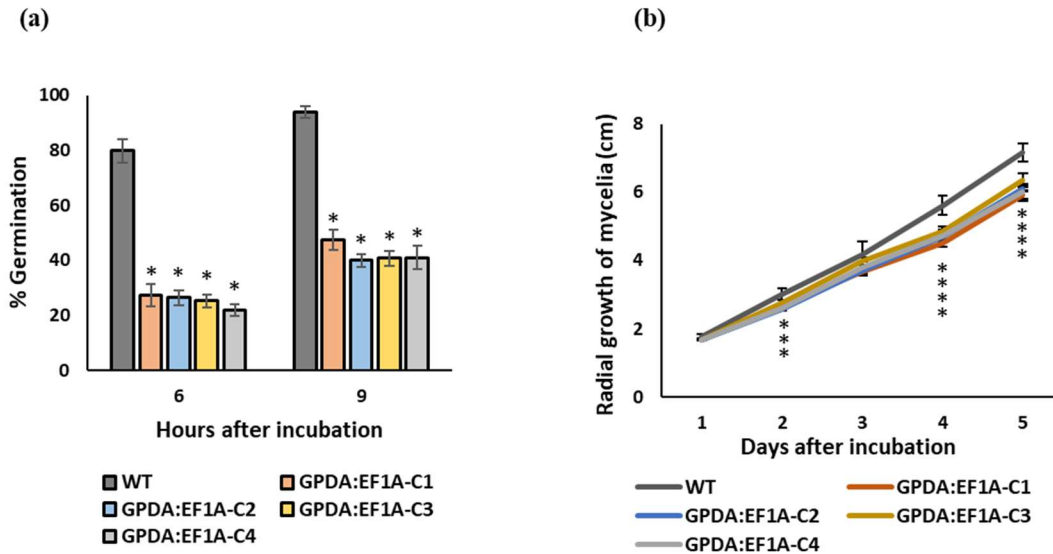 (a)
100
80
60
40
20
0
% Germination
* * * *
* * * *
6 9
Hours after incubation
WT GPDA:EF1A-C1
GPDA:EF1A-C2 GPDA:EF1A-C3
GPDA:EF1A-C4
(b)
8
6
4
2
0
Radial growth of mycelia (cm)
***
****
****
1 2 3 4 5
Days after incubation
WT GPDA:EF1A-C1
GPDA:EF1A-C2 GPDA:EF1A-C3
GPDA:EF1A-C4